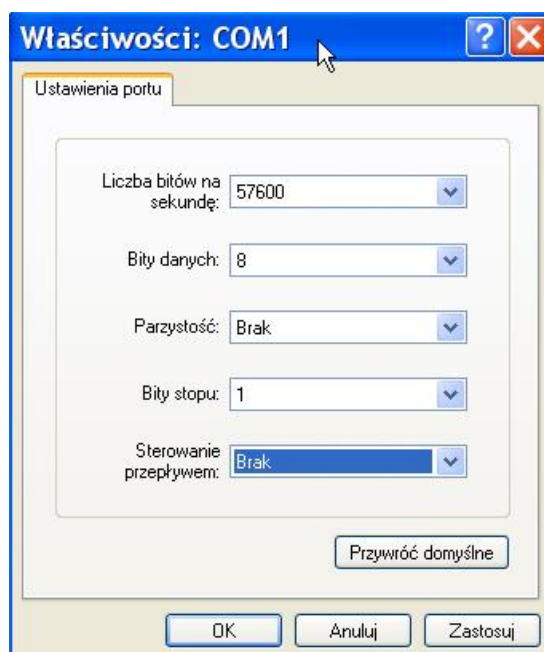 Właściwości: COM1
Ustawienia portu
Liczba bitów na
sekundę:
57600
Bity danych:
8
Parzystość:
Brak
Bity stopu:
1
Sterowanie
przepływem:
Brak
Przywróć domyślne
OK
Anuluj
Zastosuj